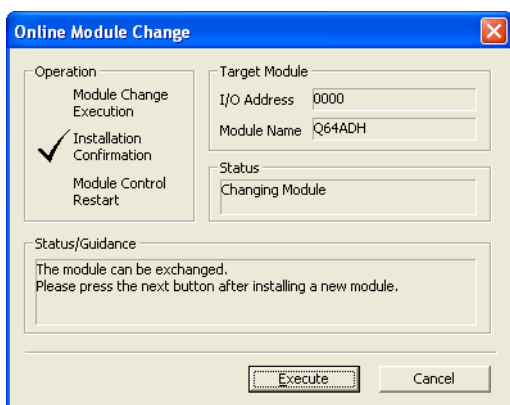 Online Module Change
Operation
Module Change
Execution
Installation
Confirmation
Module Control
Restart
Target Module
I/O Address 0000
Module Name Q64ADH
Status
Changing Module
Status/Guidance
The module can be exchanged.
Please press the next button after installing a new module.
Execute Cancel